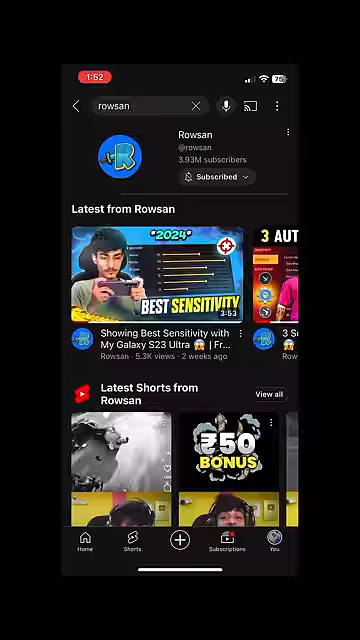 1:52
rowsan
Rowsan
@rowsan
3.93M subscribers
Subscribed
Latest from Rowsan
*2024*
BEST SENSITIVITY
3:53
3 AUT
Showing Best Sensitivity with
My Galaxy S23 Ultra 😱 | Fr...
Rowsan · 5.3K views · 2 weeks ago
3 S
Row
Latest Shorts from
Rowsan
View all
₹50
BONUS
Home
Shorts
Subscriptions
You